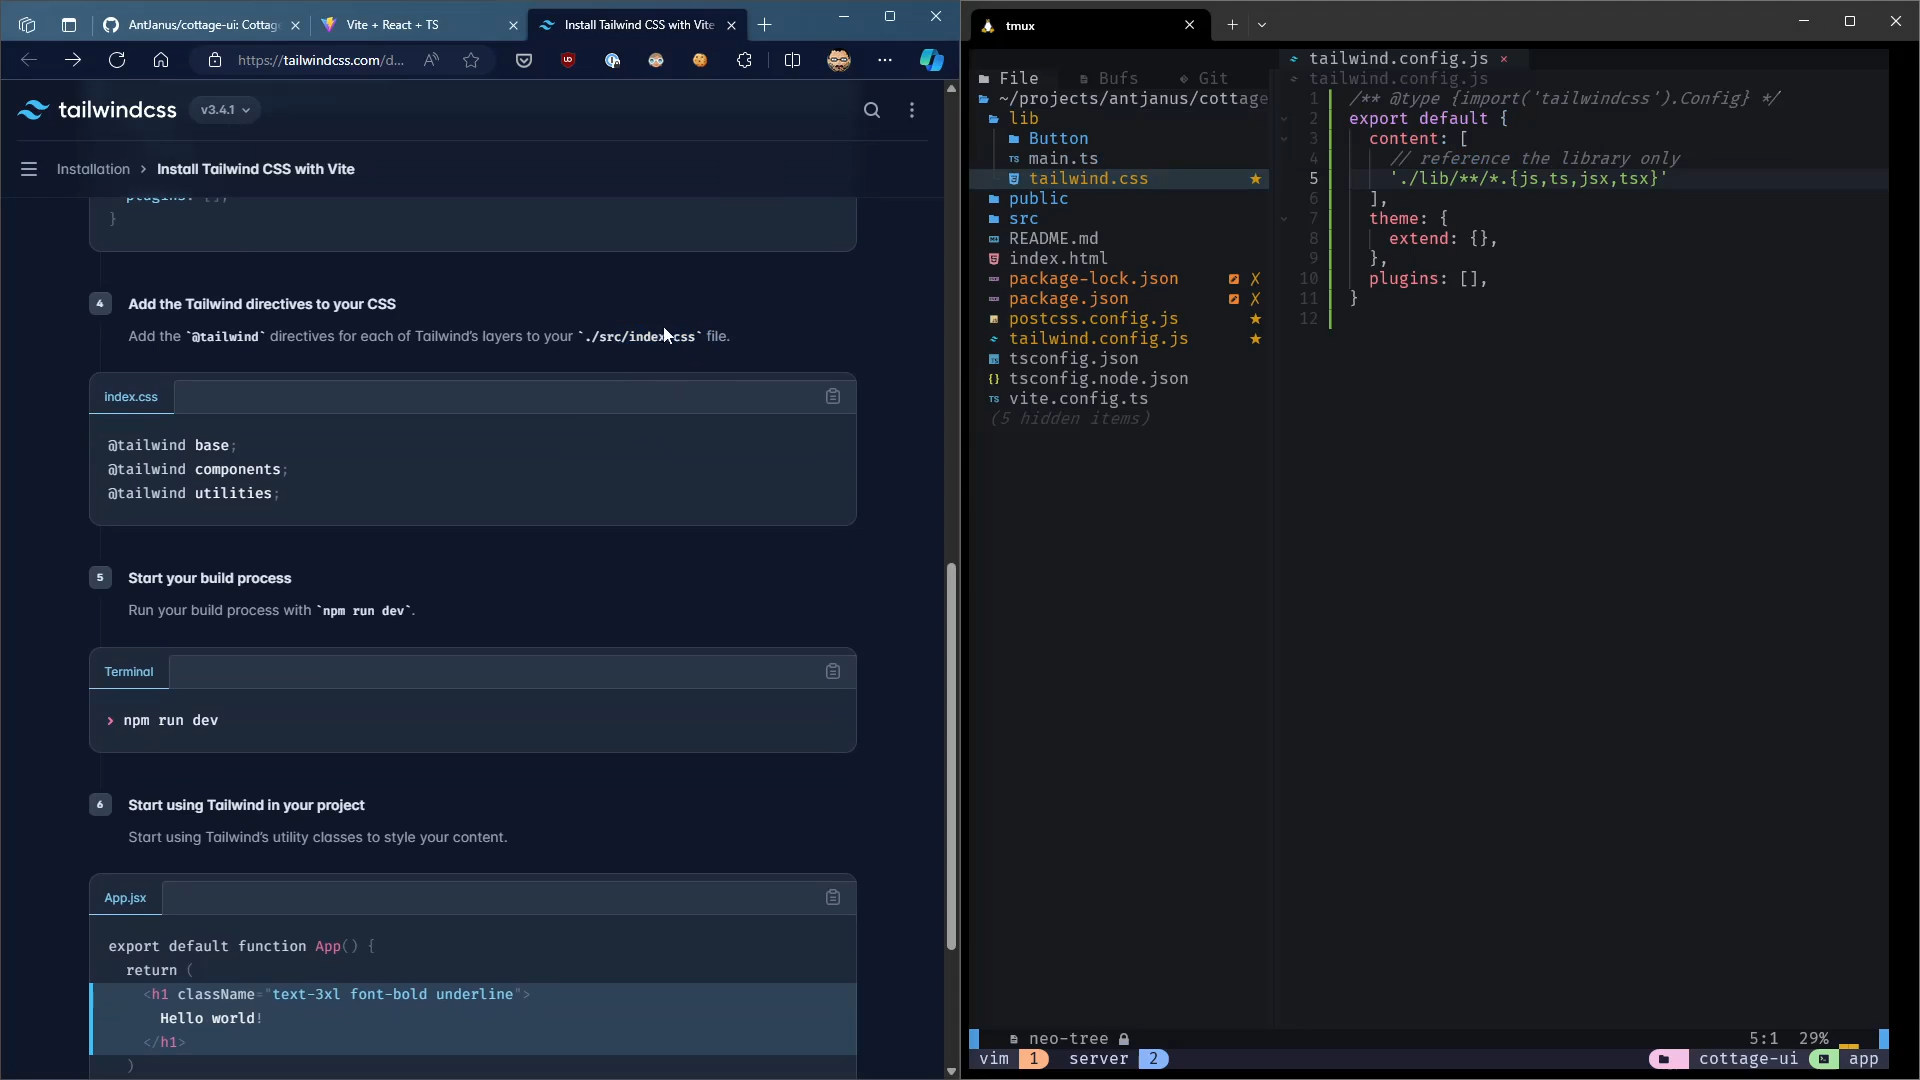 AntJanus/cottage-ui: Cottag
Vite + React + TS
Install Tailwind CSS with Vite
https://tailwindcss.com/d...
tailwindcss
v3.4.1
Installation > Install Tailwind CSS with Vite
plugins: [],
}
4
Add the Tailwind directives to your CSS
Add the `@tailwind` directives for each of Tailwind's layers to your `./src/index.css` file.
index.css
@tailwind base;
@tailwind components;
@tailwind utilities;
5
Start your build process
Run your build process with `npm run dev`.
Terminal
> npm run dev
6
Start using Tailwind in your project
Start using Tailwind's utility classes to style your content.
App.jsx
export default function App() {
return (
<h1 className="text-3xl font-bold underline">
Hello world!
</h1>
)
tmux
File Bufs Git
~/projects/antjanus/cottage
lib
Button
TS main.ts
tailwind.css
public
src
README.md
index.html
package-lock.json
package.json
postcss.config.js
tailwind.config.js
tsconfig.json
{} tsconfig.node.json
TS vite.config.ts
(5 hidden items)
tailwind.config.js ×
tailwind.config.js
1 /** @type {import('tailwindcss').Config} */
2 export default {
3 content: [
4 // reference the library only
5 './lib/**/*.{js,ts,jsx,tsx}'
6 ],
7 theme: {
8 extend: {},
9 },
10 plugins: [],
11 }
12
neo-tree
5:1 29%
vim 1 server 2
cottage-ui app